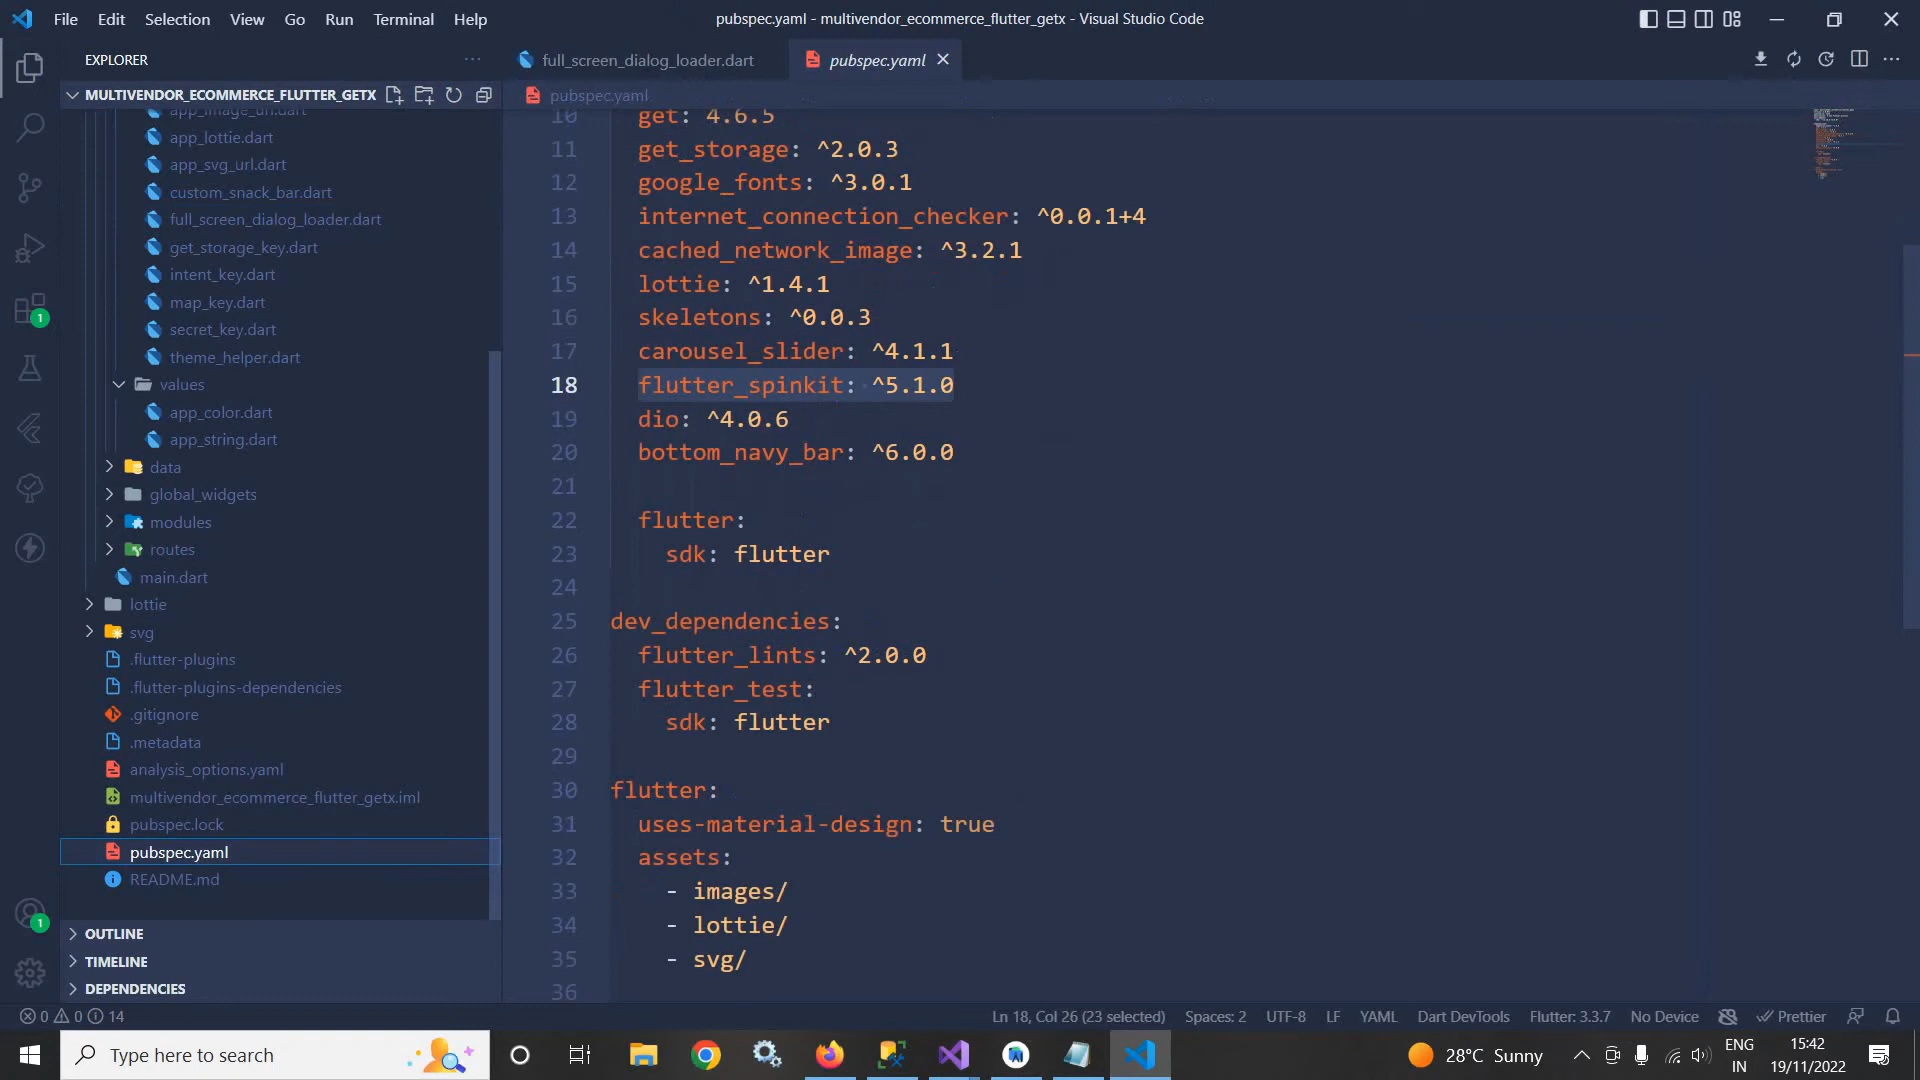 File Edit Selection View Go Run Terminal Help
pubspec.yaml - multivendor_ecommerce_flutter_getx - Visual Studio Code
EXPLORER
MULTIVENDOR_ECOMMERCE_FLUTTER_GETX
app_image_url.dart
app_lottie.dart
app_svg_url.dart
custom_snack_bar.dart
full_screen_dialog_loader.dart
get_storage_key.dart
intent_key.dart
map_key.dart
secret_key.dart
theme_helper.dart
values
app_color.dart
app_string.dart
data
global_widgets
modules
routes
main.dart
lottie
svg
.flutter-plugins
.flutter-plugins-dependencies
.gitignore
.metadata
analysis_options.yaml
multivendor_ecommerce_flutter_getx.iml
pubspec.lock
pubspec.yaml
README.md
OUTLINE
TIMELINE
DEPENDENCIES
1
1
full_screen_dialog_loader.dart
pubspec.yaml
pubspec.yaml
10 get: 4.6.5
11 get_storage: ^2.0.3
12 google_fonts: ^3.0.1
13 internet_connection_checker: ^0.0.1+4
14 cached_network_image: ^3.2.1
15 lottie: ^1.4.1
16 skeletons: ^0.0.3
17 carousel_slider: ^4.1.1
18 flutter_spinkit: ^5.1.0
19 dio: ^4.0.6
20 bottom_navy_bar: ^6.0.0
21
22 flutter:
23 sdk: flutter
24
25 dev_dependencies:
26 flutter_lints: ^2.0.0
27 flutter_test:
28 sdk: flutter
29
30 flutter:
31 uses-material-design: true
32 assets:
33 - images/
34 - lottie/
35 - svg/
36
0 0 14
Ln 18, Col 26 (23 selected) Spaces: 2 UTF-8 LF YAML Dart DevTools Flutter: 3.3.7 No Device Prettier
Type here to search
28°C Sunny
ENG
IN
15:42
19/11/2022